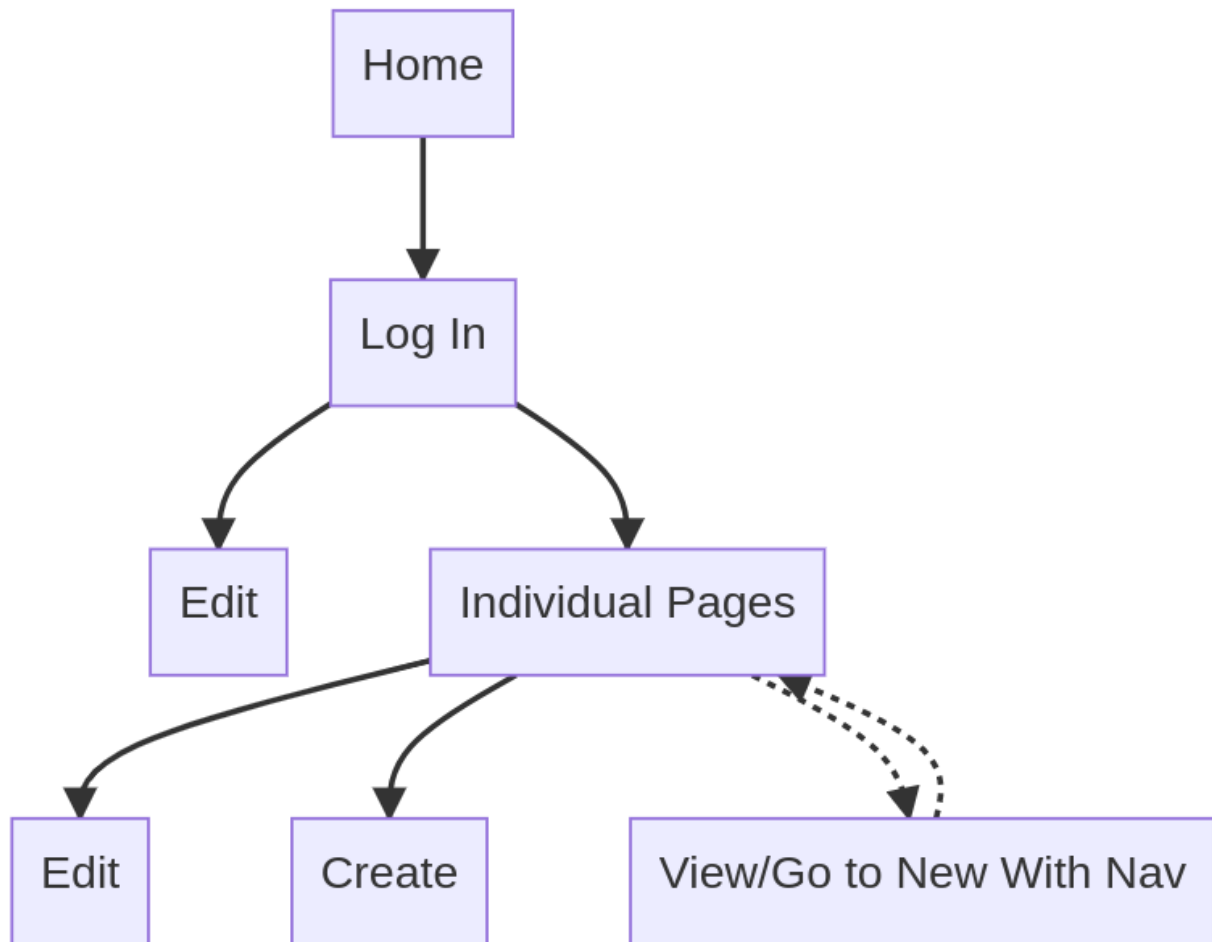 Home
Log In
Edit
Individual Pages
Edit
Create
View/Go to New With Nav